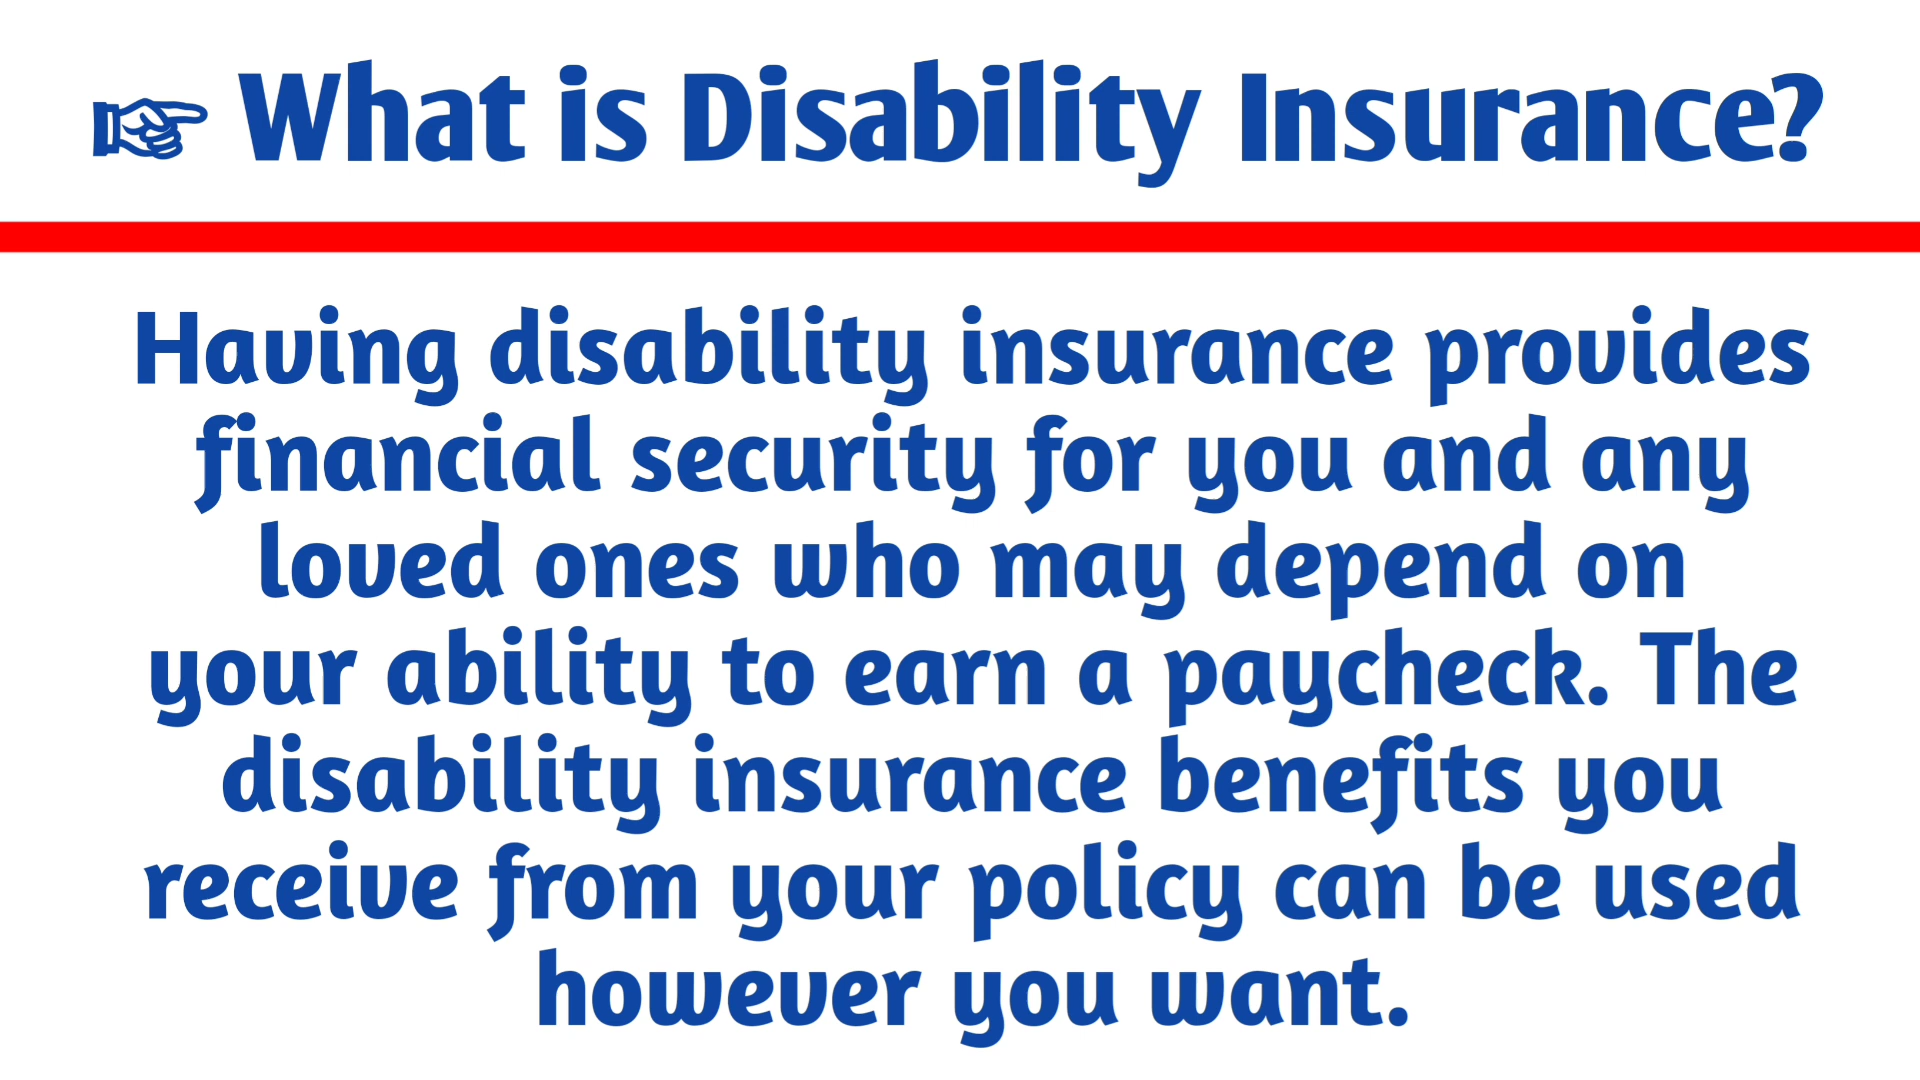 ☞ What is Disability Insurance?
Having disability insurance provides
financial security for you and any
loved ones who may depend on
your ability to earn a paycheck. The
disability insurance benefits you
receive from your policy can be used
however you want.